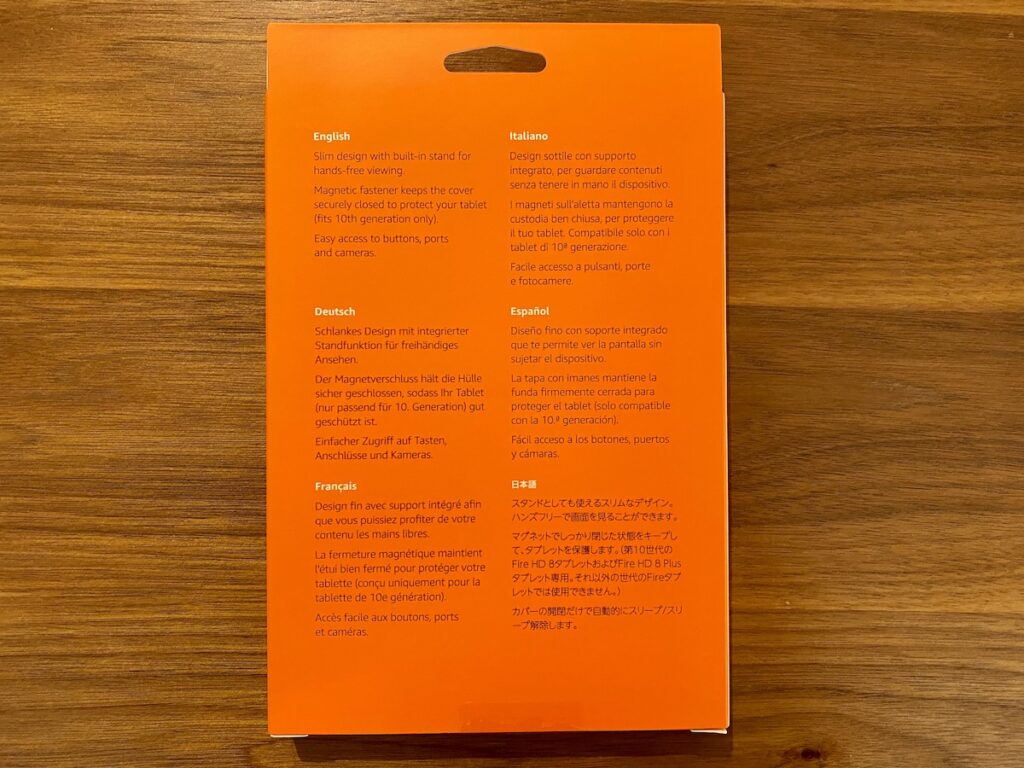 English
Slim design with built-in stand for
hands-free viewing.
Magnetic fastener keeps the cover
securely closed to protect your tablet
(fits 10th generation only).
Easy access to buttons, ports
and cameras.
Deutsch
Schlankes Design mit integrierter
Standfunktion für freihändiges
Ansehen.
Der Magnetverschluss hält die Hülle
sicher geschlossen, sodass Ihr Tablet
(nur passend für 10. Generation) gut
geschützt ist.
Einfacher Zugriff auf Tasten,
Anschlüsse und Kameras.
Français
Design fin avec support intégré afin
que vous puissiez profiter de votre
contenu les mains libres.
La fermeture magnétique maintient
l'étui bien fermé pour protéger votre
tablette (conçu uniquement pour la
tablette de 10e génération).
Accès facile aux boutons, ports
et caméras.
Italiano
Design sottile con supporto
integrato, per guardare contenuti
senza tenere in mano il dispositivo.
I magneti sull'aletta mantengono la
custodia ben chiusa, per proteggere
il tuo tablet. Compatibile solo con i
tablet di 10ª generazione.
Facile accesso a pulsanti, porte
e fotocamere.
Español
Diseño fino con soporte integrado
que te permite ver la pantalla sin
sujetar el dispositivo.
La tapa con imanes mantiene la
funda firmemente cerrada para
proteger el tablet (solo compatible
con la 10.ª generación).
Fácil acceso a los botones, puertos
y cámaras.
日本語
スタンドとしても使えるスリムなデザイン。
ハンズフリーで画面を見ることができます。
マグネットでしっかり閉じた状態をキープし
て、タブレットを保護します。(第10世代の
Fire HD 8タブレットおよびFire HD 8 Plus
タブレット専用。それ以外の世代のFireタブ
レットでは使用できません。)
カバーの開閉だけで自動的にスリープ/スリ
ープ解除します。